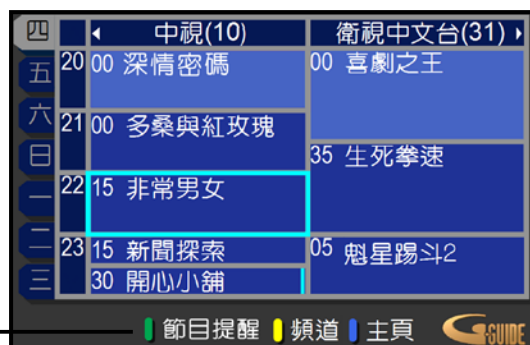 四 中視(10) 衛視中文台(31)
五 20 00 深情密碼 00 喜劇之王
六 21 00 多桑與紅玫瑰
日 35 生死拳速
一 22 15 非常男女
二 23 15 新聞探索 05 魁星踢斗2
三 30 開心小舖
節目提醒 頻道 主頁 G-GUIDE